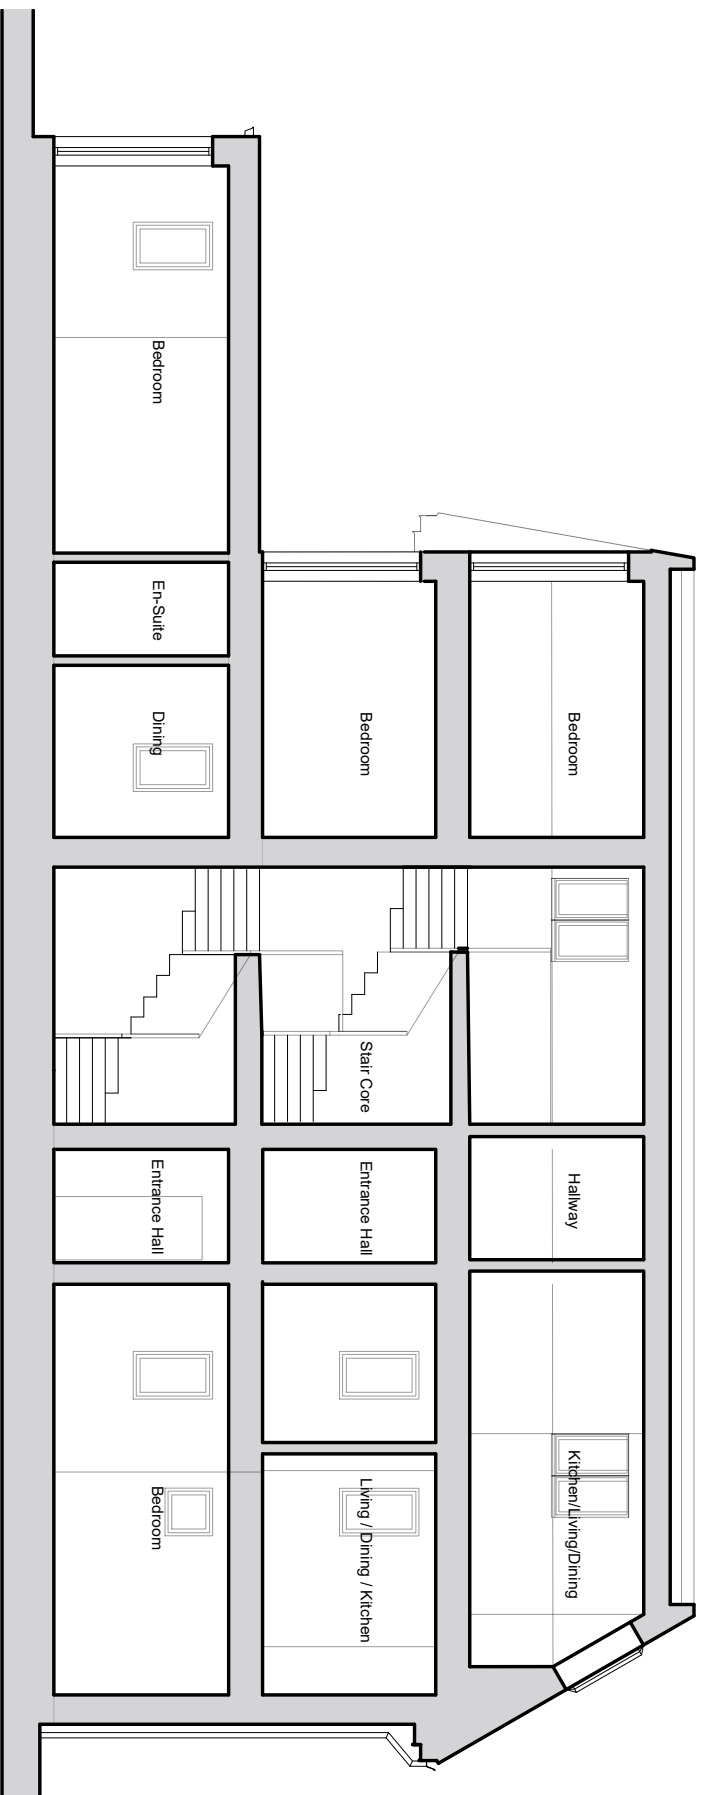 Bedroom
En-Suite
Dining
Bedroom
Bedroom
Stair Core
Entrance Hall
Entrance Hall
Hallway
Bedroom
Living / Dining / Kitchen
Kitchen/Living/Dining